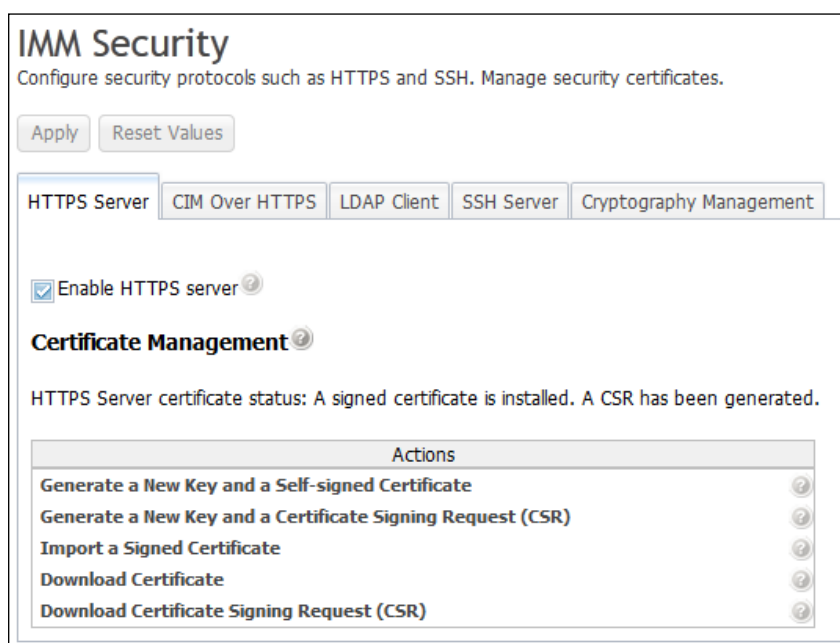 IMM Security
Configure security protocols such as HTTPS and SSH. Manage security certificates.
Apply Reset Values
HTTPS Server CIM Over HTTPS LDAP Client SSH Server Cryptography Management
Enable HTTPS server ?
Certificate Management ?
HTTPS Server certificate status: A signed certificate is installed. A CSR has been generated.
Actions
Generate a New Key and a Self-signed Certificate ?
Generate a New Key and a Certificate Signing Request (CSR) ?
Import a Signed Certificate ?
Download Certificate ?
Download Certificate Signing Request (CSR) ?